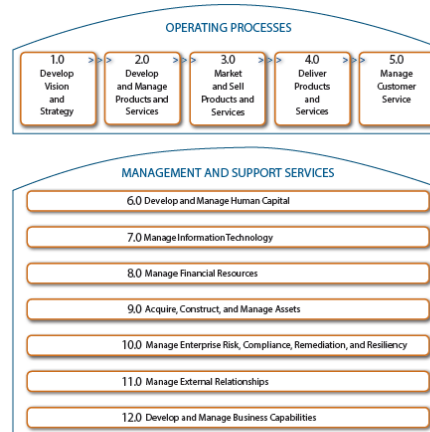 OPERATING PROCESSES
1.0 >>> 2.0 >>> 3.0 >>> 4.0 >>> 5.0
Develop
Vision
and
Strategy
Develop
and Manage
Products and
Services
Market
and Sell
Products and
Services
Deliver
Products
and
Services
Manage
Customer
Service
MANAGEMENT AND SUPPORT SERVICES
6.0 Develop and Manage Human Capital
7.0 Manage Information Technology
8.0 Manage Financial Resources
9.0 Acquire, Construct, and Manage Assets
10.0 Manage Enterprise Risk, Compliance, Remediation, and Resiliency
11.0 Manage External Relationships
12.0 Develop and Manage Business Capabilities